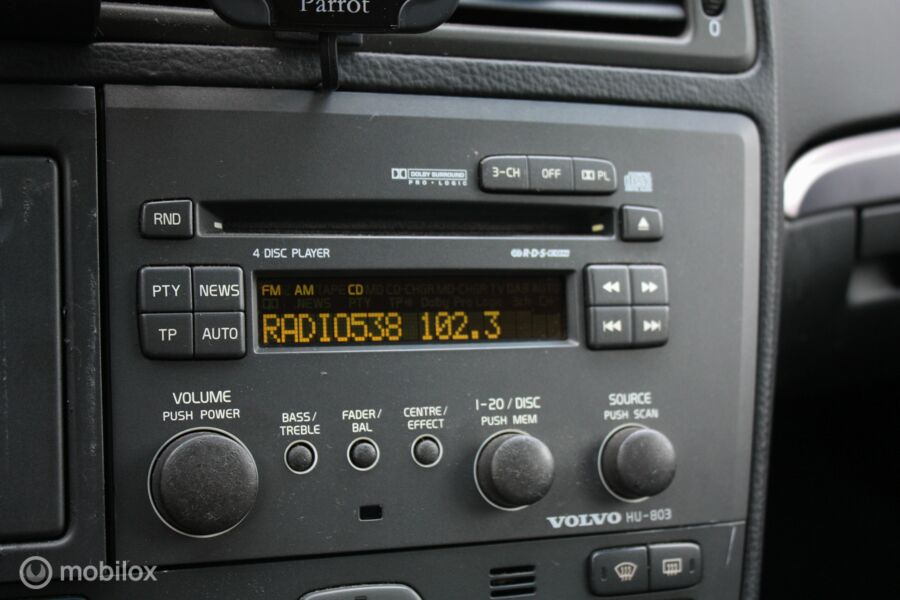 Parrot
0
DOLBY SURROUND
PRO · LOGIC
3-CH OFF PL
RND
4 DISC PLAYER
R·D·S
PTY NEWS
FM AM CD
TP AUTO
RADIO538 102.3
VOLUME
PUSH POWER
BASS/
TREBLE
FADER/
BAL
CENTRE/
EFFECT
1-20 / DISC
PUSH MEM
SOURCE
PUSH SCAN
VOLVO HU-803
mobilox